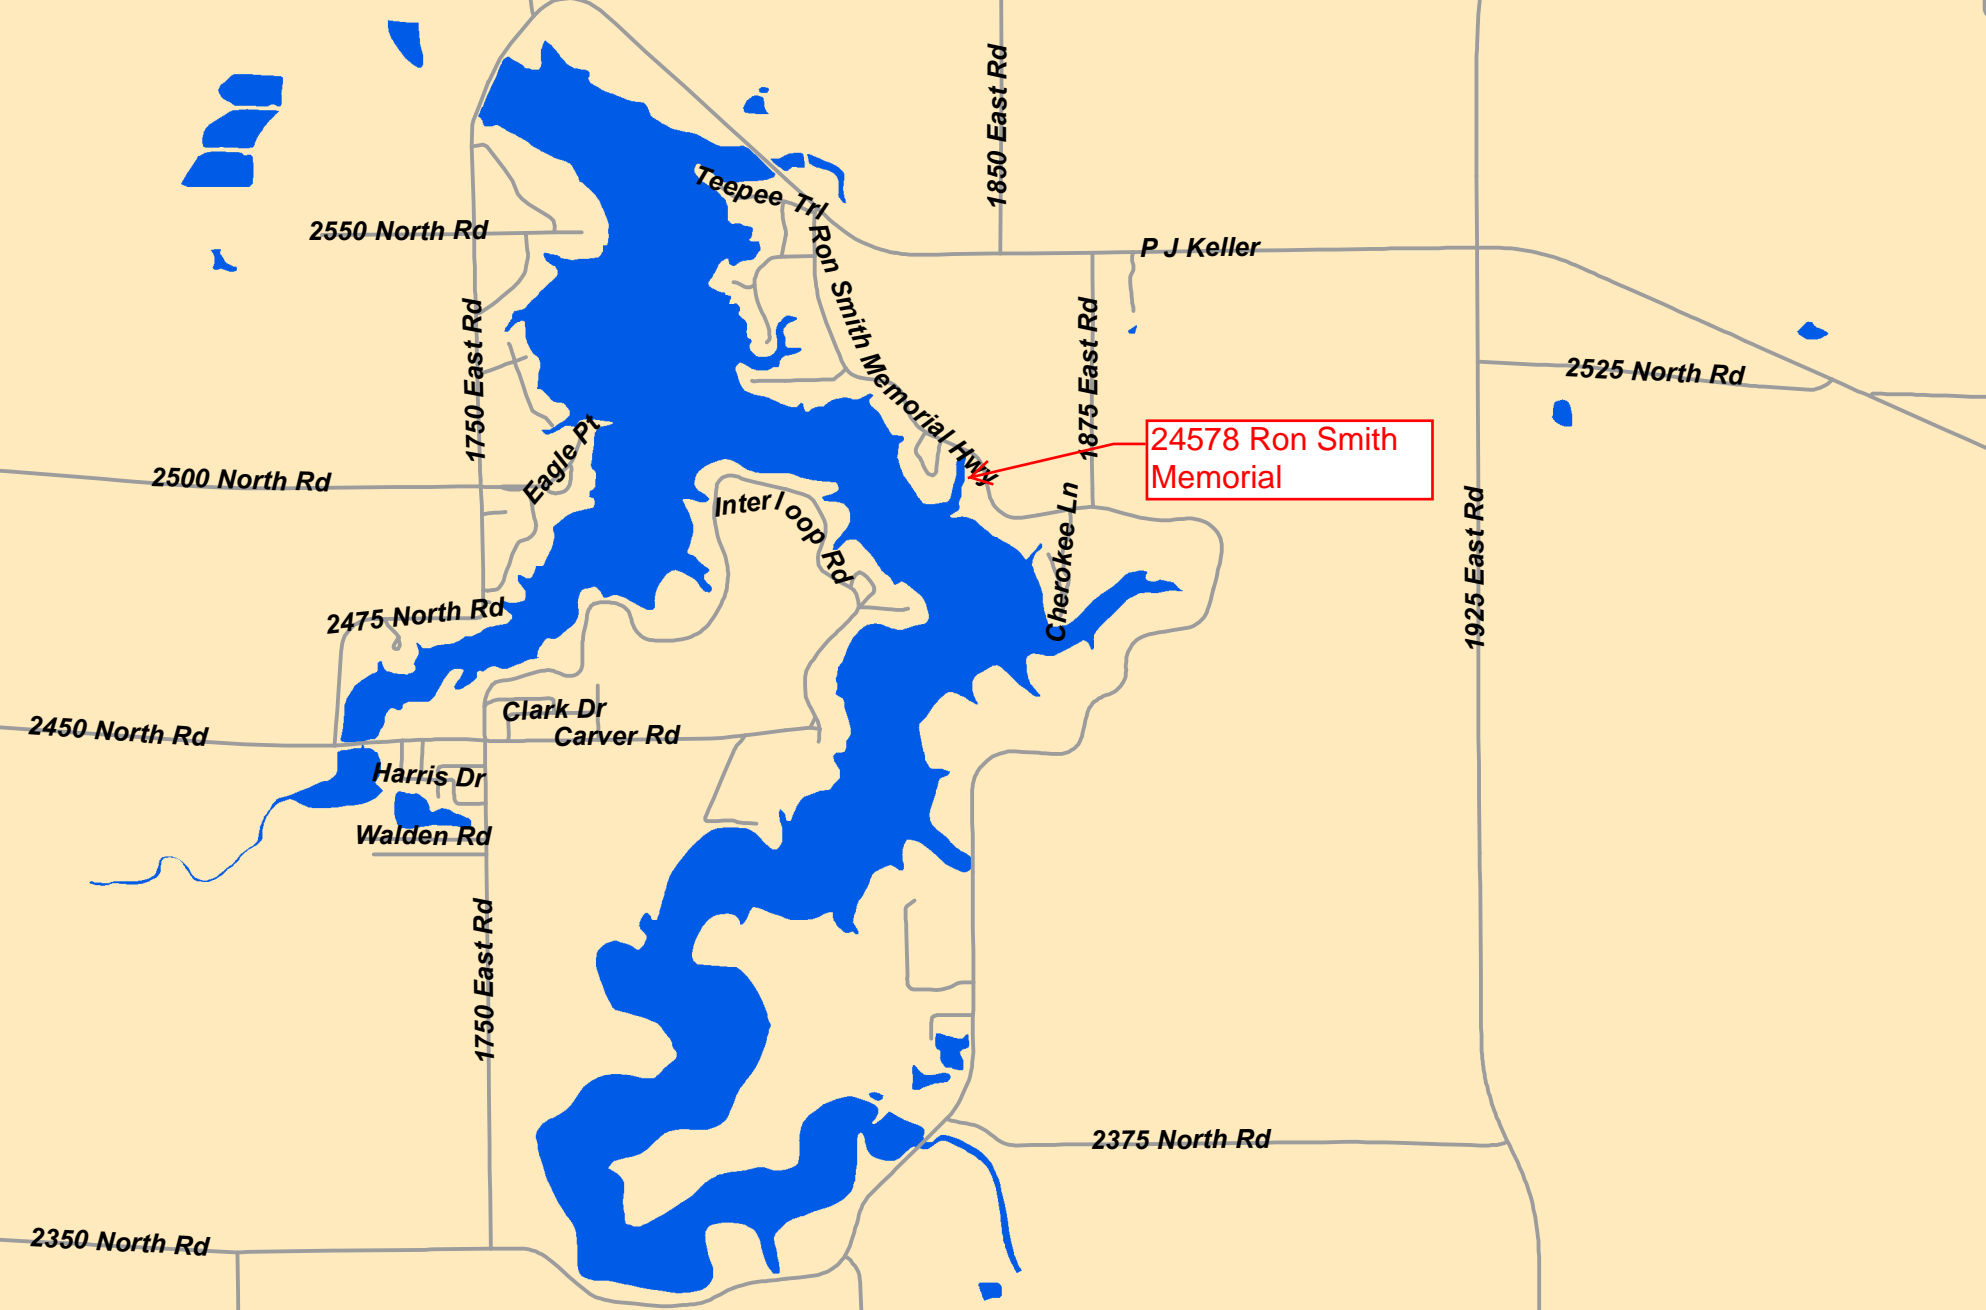 1850 East Rd
Teepee Trl
2550 North Rd
Ron Smith Memorial Hwy
P J Keller
1750 East Rd
1875 East Rd
2525 North Rd
24578 Ron Smith
Memorial
Eagle Pt
2500 North Rd
Inter loop Rd
Cherokee Ln
1925 East Rd
2475 North Rd
Clark Dr
2450 North Rd
Carver Rd
Harris Dr
Walden Rd
1750 East Rd
2375 North Rd
2350 North Rd